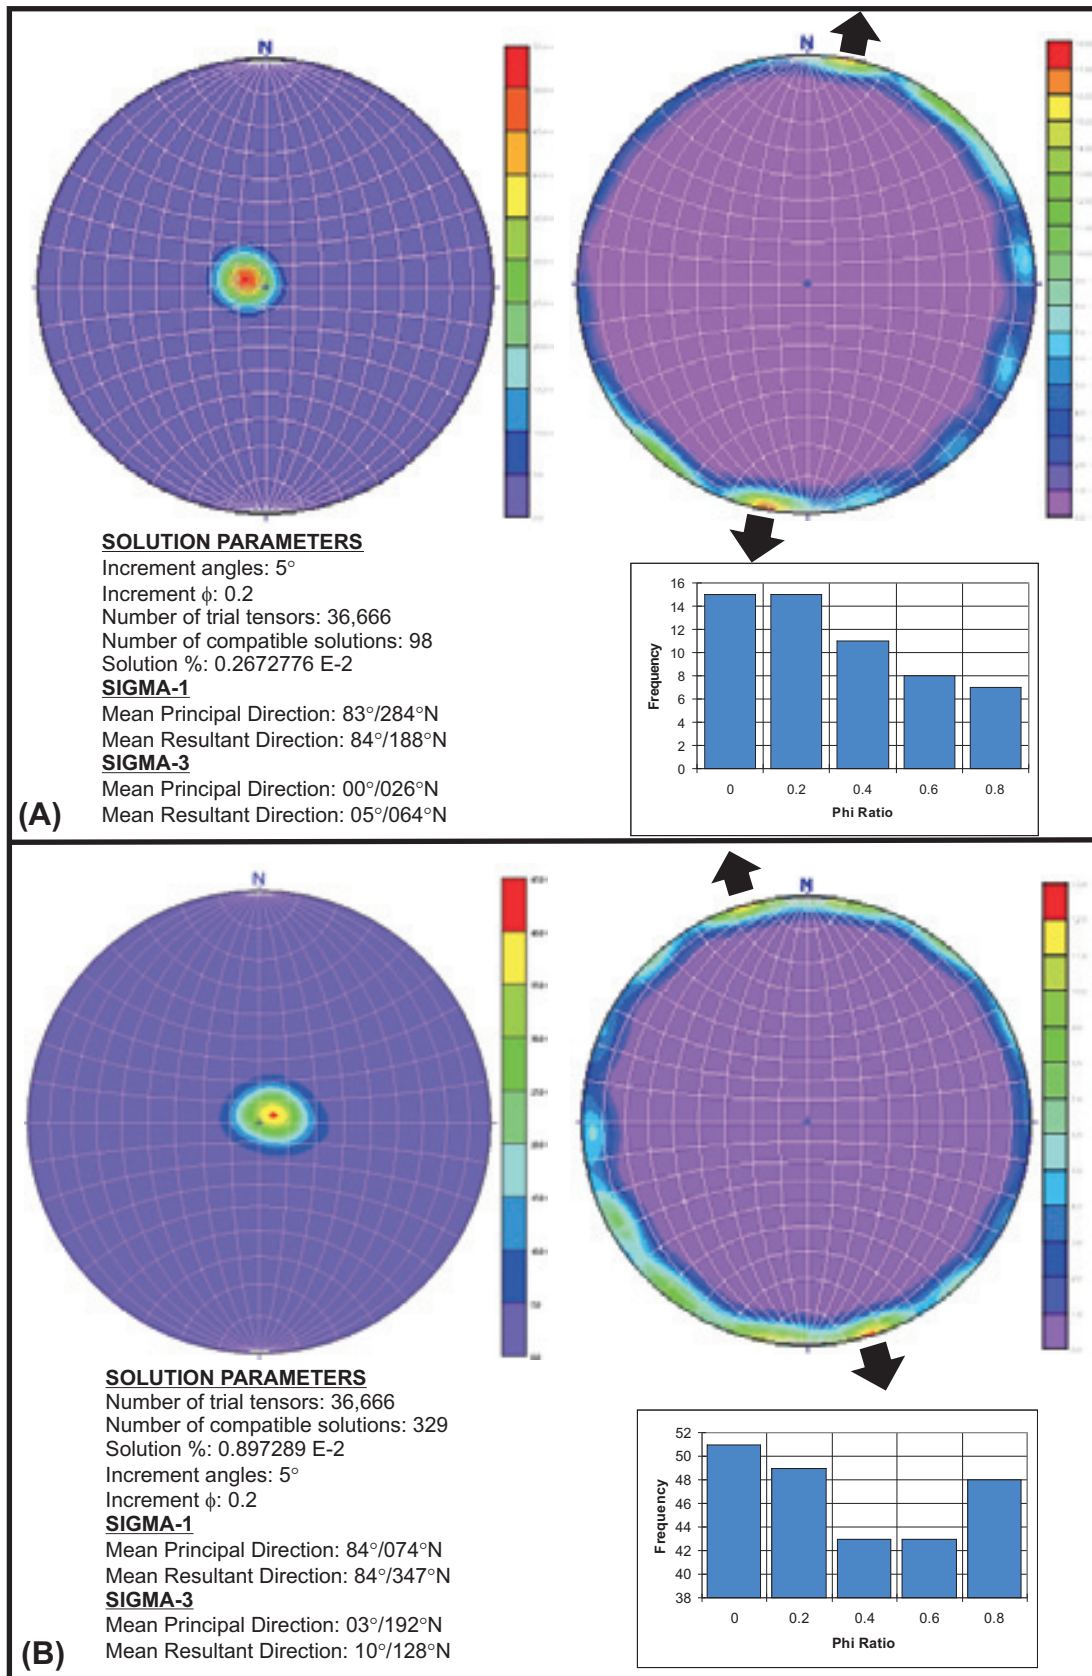 N
N
SOLUTION PARAMETERS
Increment angles: 5°
Increment ϕ: 0.2
Number of trial tensors: 36,666
Number of compatible solutions: 98
Solution %: 0.2672776 E-2
SIGMA-1
Mean Principal Direction: 83°/284°N
Mean Resultant Direction: 84°/188°N
SIGMA-3
Mean Principal Direction: 00°/026°N
Mean Resultant Direction: 05°/064°N
(A)
16
14
12
10
8
6
4
2
0
Frequency
0 0.2 0.4 0.6 0.8
Phi Ratio
N
N
SOLUTION PARAMETERS
Number of trial tensors: 36,666
Number of compatible solutions: 329
Solution %: 0.897289 E-2
Increment angles: 5°
Increment ϕ: 0.2
SIGMA-1
Mean Principal Direction: 84°/074°N
Mean Resultant Direction: 84°/347°N
SIGMA-3
Mean Principal Direction: 03°/192°N
Mean Resultant Direction: 10°/128°N
(B)
52
50
48
46
44
42
40
38
Frequency
0 0.2 0.4 0.6 0.8
Phi Ratio